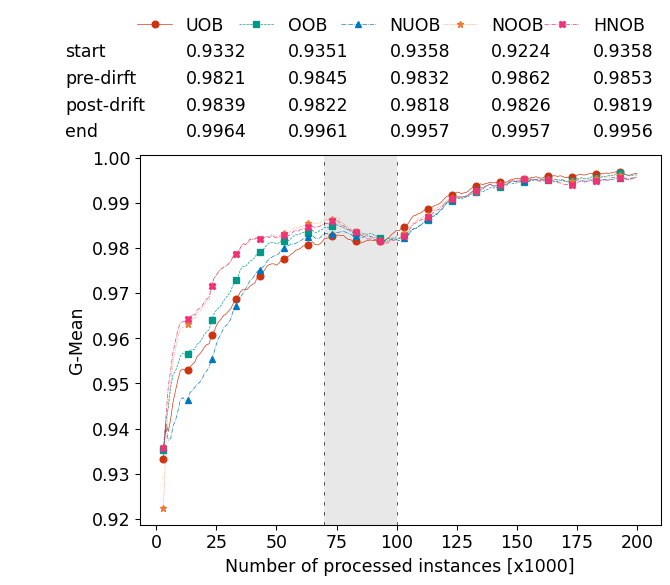 UOB OOB NUOB NOOB HNOB
start 0.9332 0.9351 0.9358 0.9224 0.9358
pre-dirft 0.9821 0.9845 0.9832 0.9862 0.9853
post-drift 0.9839 0.9822 0.9818 0.9826 0.9819
end 0.9964 0.9961 0.9957 0.9957 0.9956
1.00
0.99
0.98
0.97
0.96
0.95
0.94
0.93
0.92
G-Mean
0 25 50 75 100 125 150 175 200
Number of processed instances [x1000]